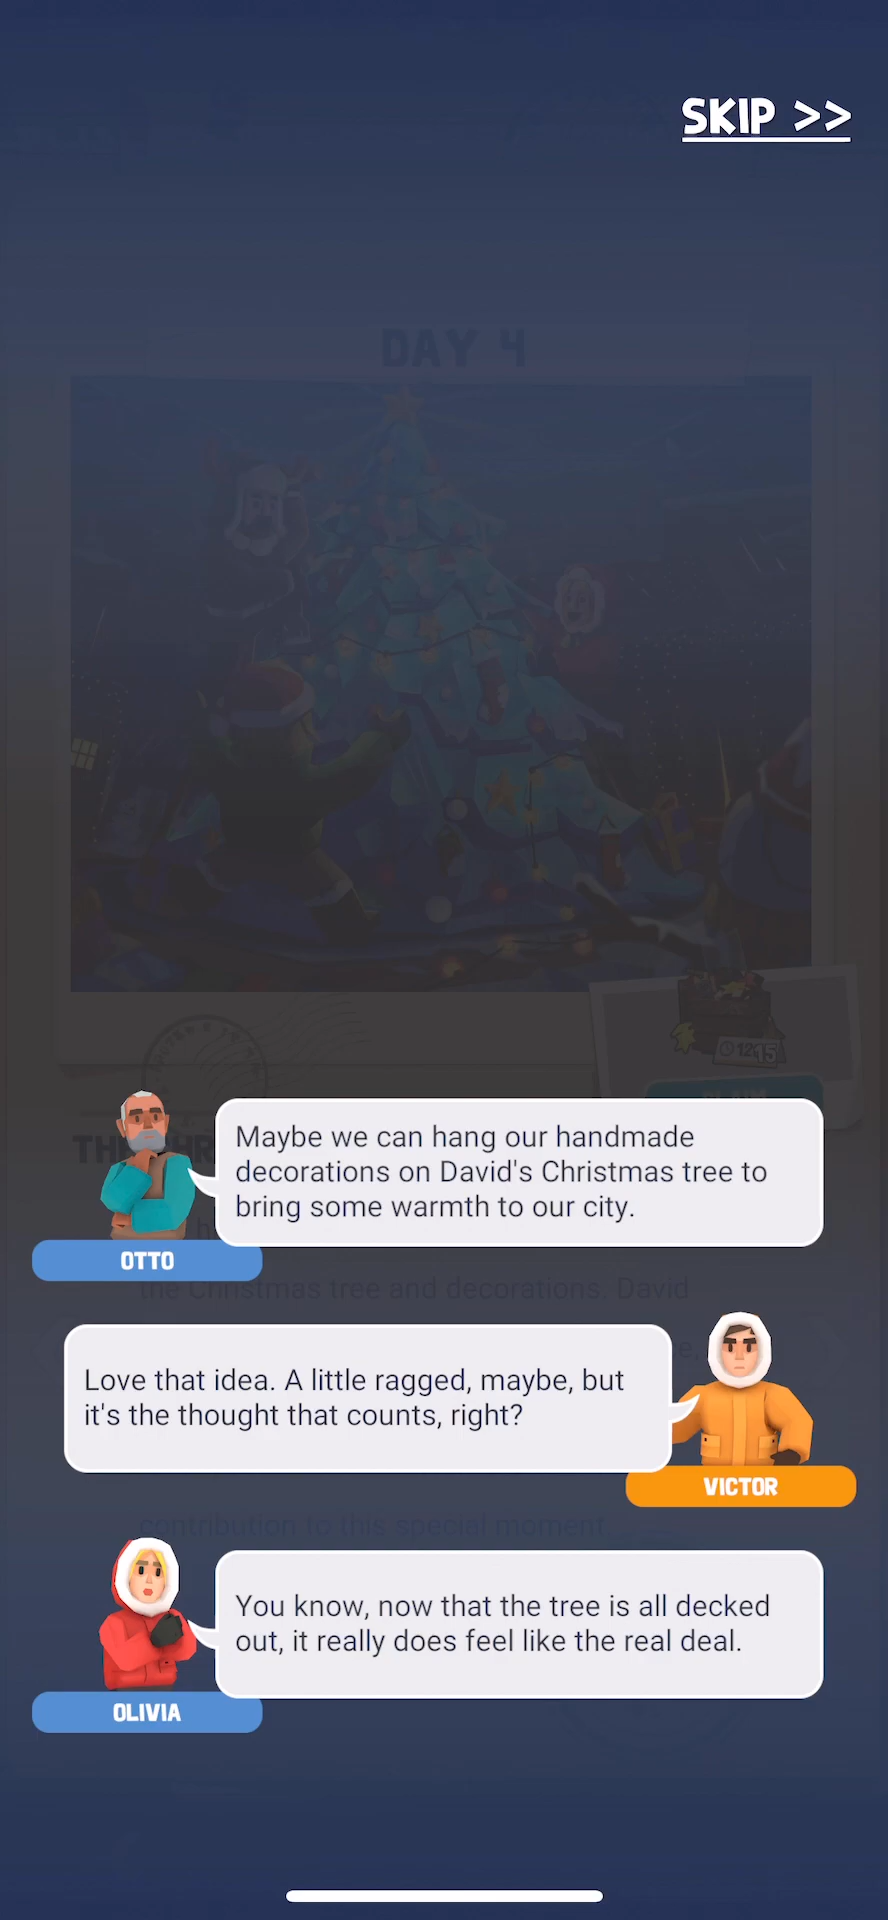 SKIP >>
DAY 4
Maybe we can hang our handmade
decorations on David's Christmas tree to
bring some warmth to our city.
OTTO
the Christmas tree and decorations. David
Love that idea. A little ragged, maybe, but
it's the thought that counts, right?
VICTOR
contribution to this special moment.
You know, now that the tree is all decked
out, it really does feel like the real deal.
OLIVIA